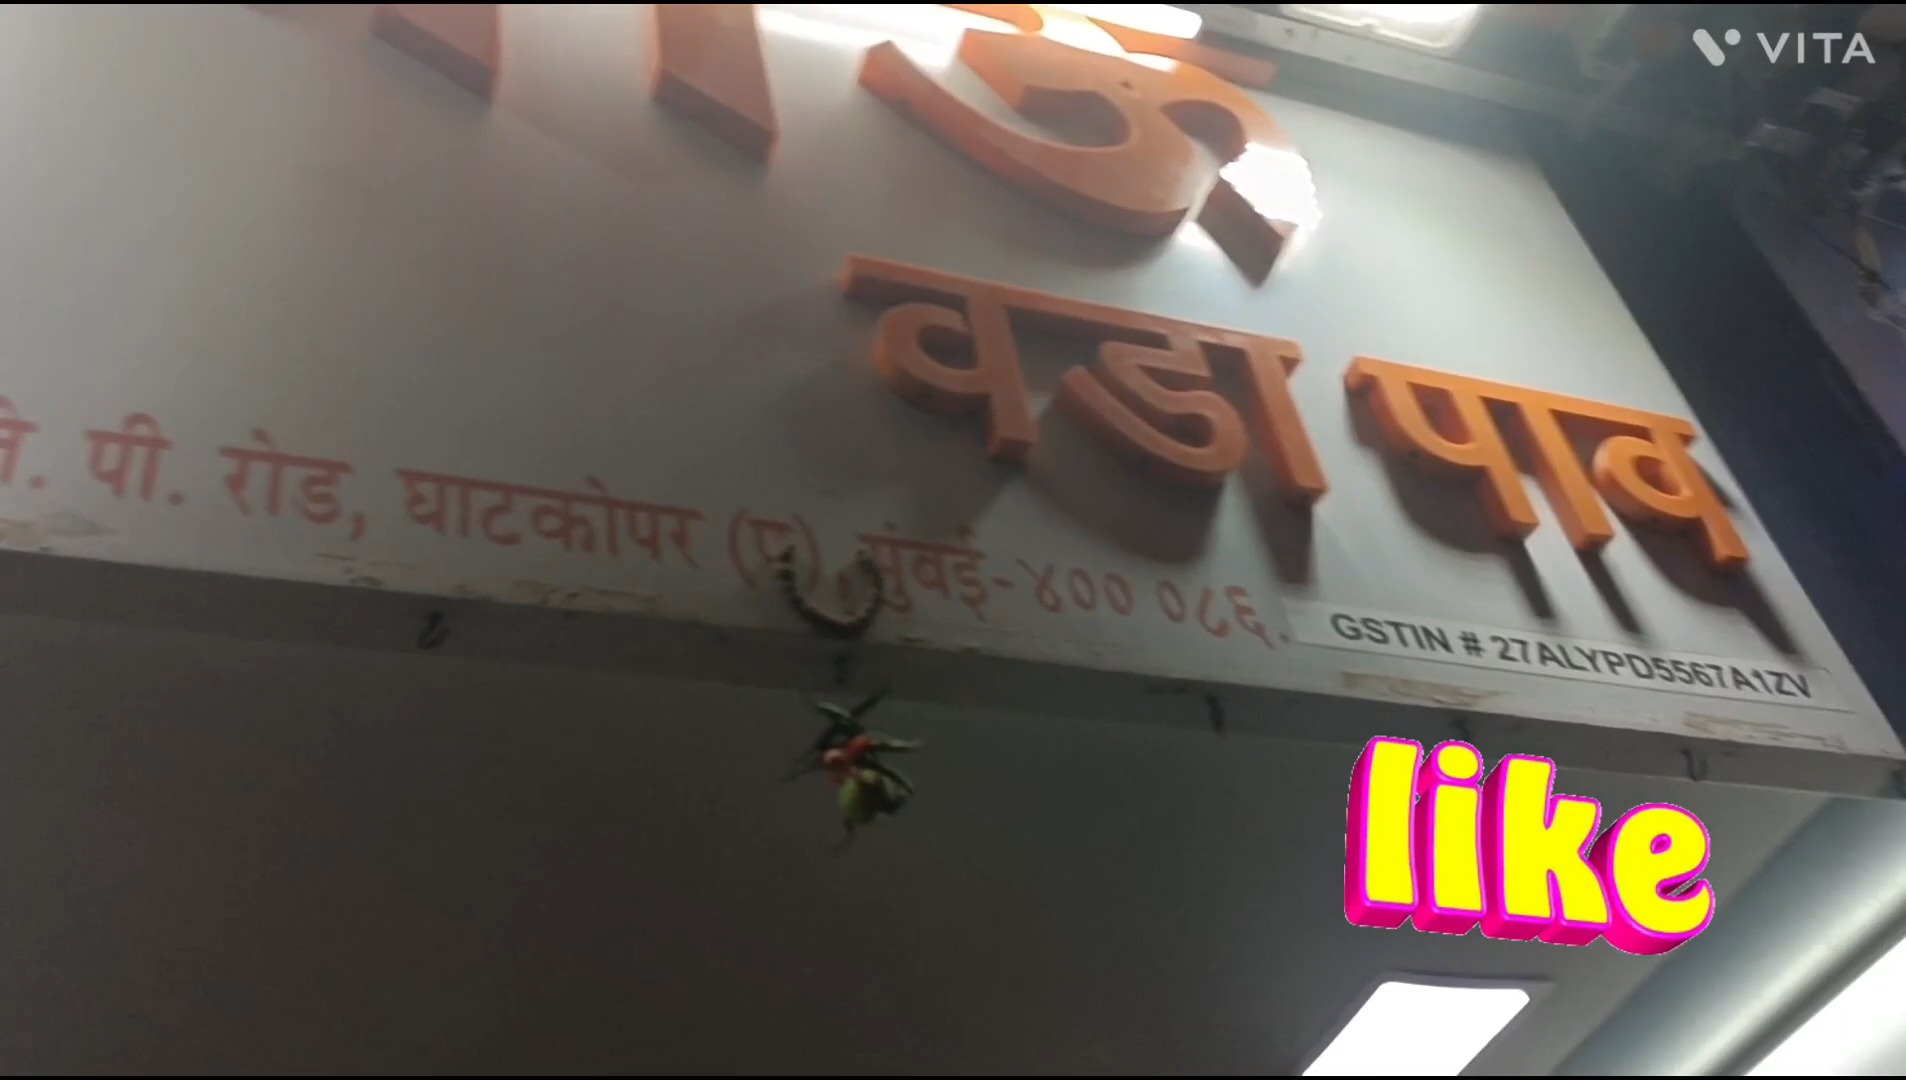 VITA
वडा पाव
पी. रोड, घाटकोपर (प), मुंबई-४०० ०८६.
GSTIN # 27ALYPD5567A1ZV
like